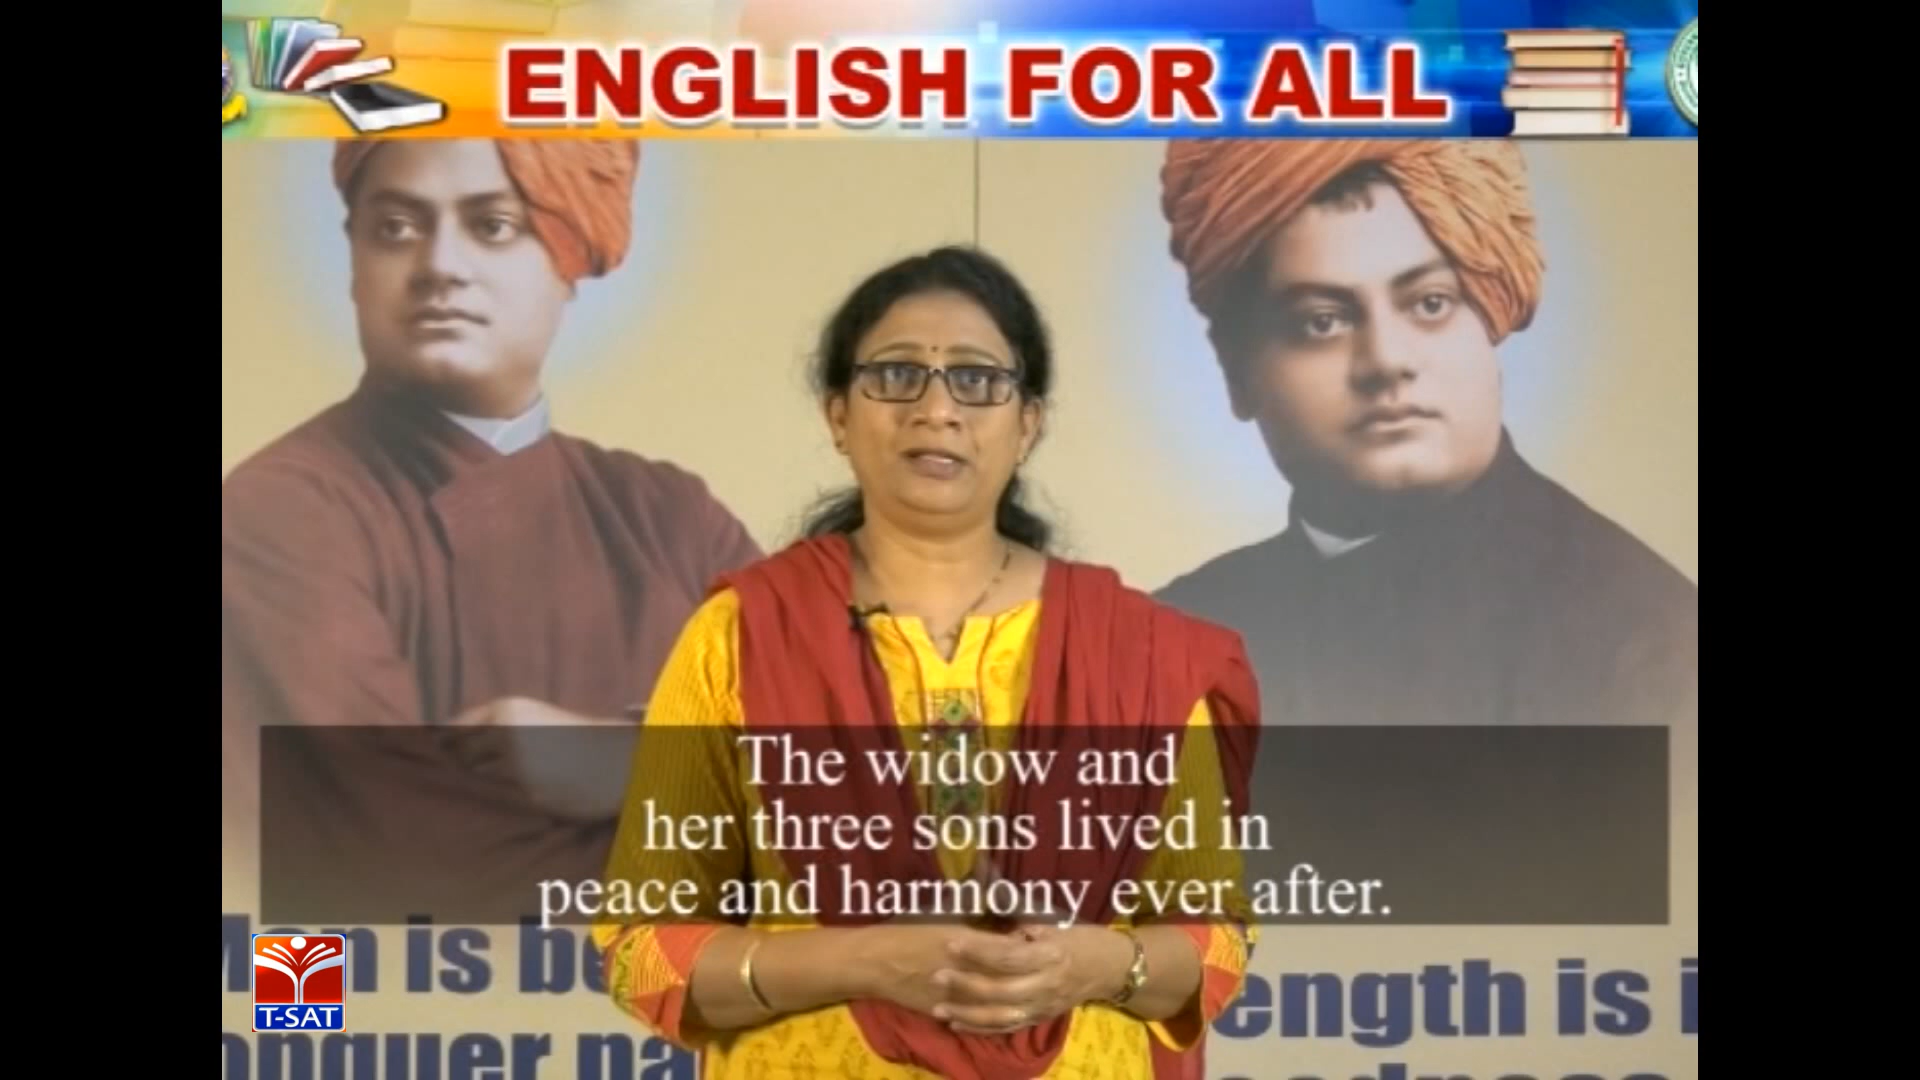 ENGLISH FOR ALL
The widow and
her three sons lived in
peace and harmony ever after.
is
is
T-SAT